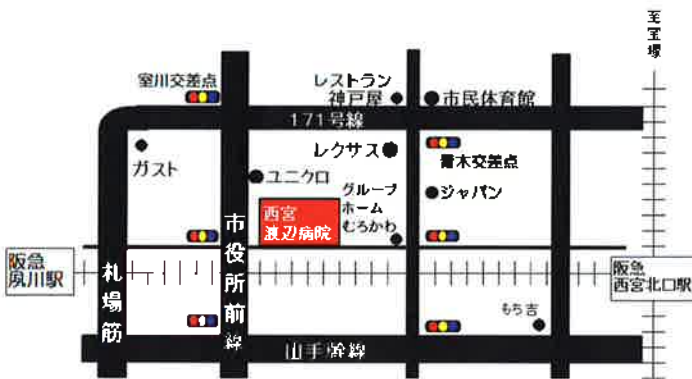 至宝塚
室川交差点
レストラン
神戸屋
市民体育館
171号線
レクサス
青木交差点
ガスト
ユニクロ
グループ
ホーム
むろかわ
ジャパン
西宮
渡辺病院
市役所前線
阪急
夙川駅
札場筋
阪急
西宮北口駅
もち吉
山手幹線